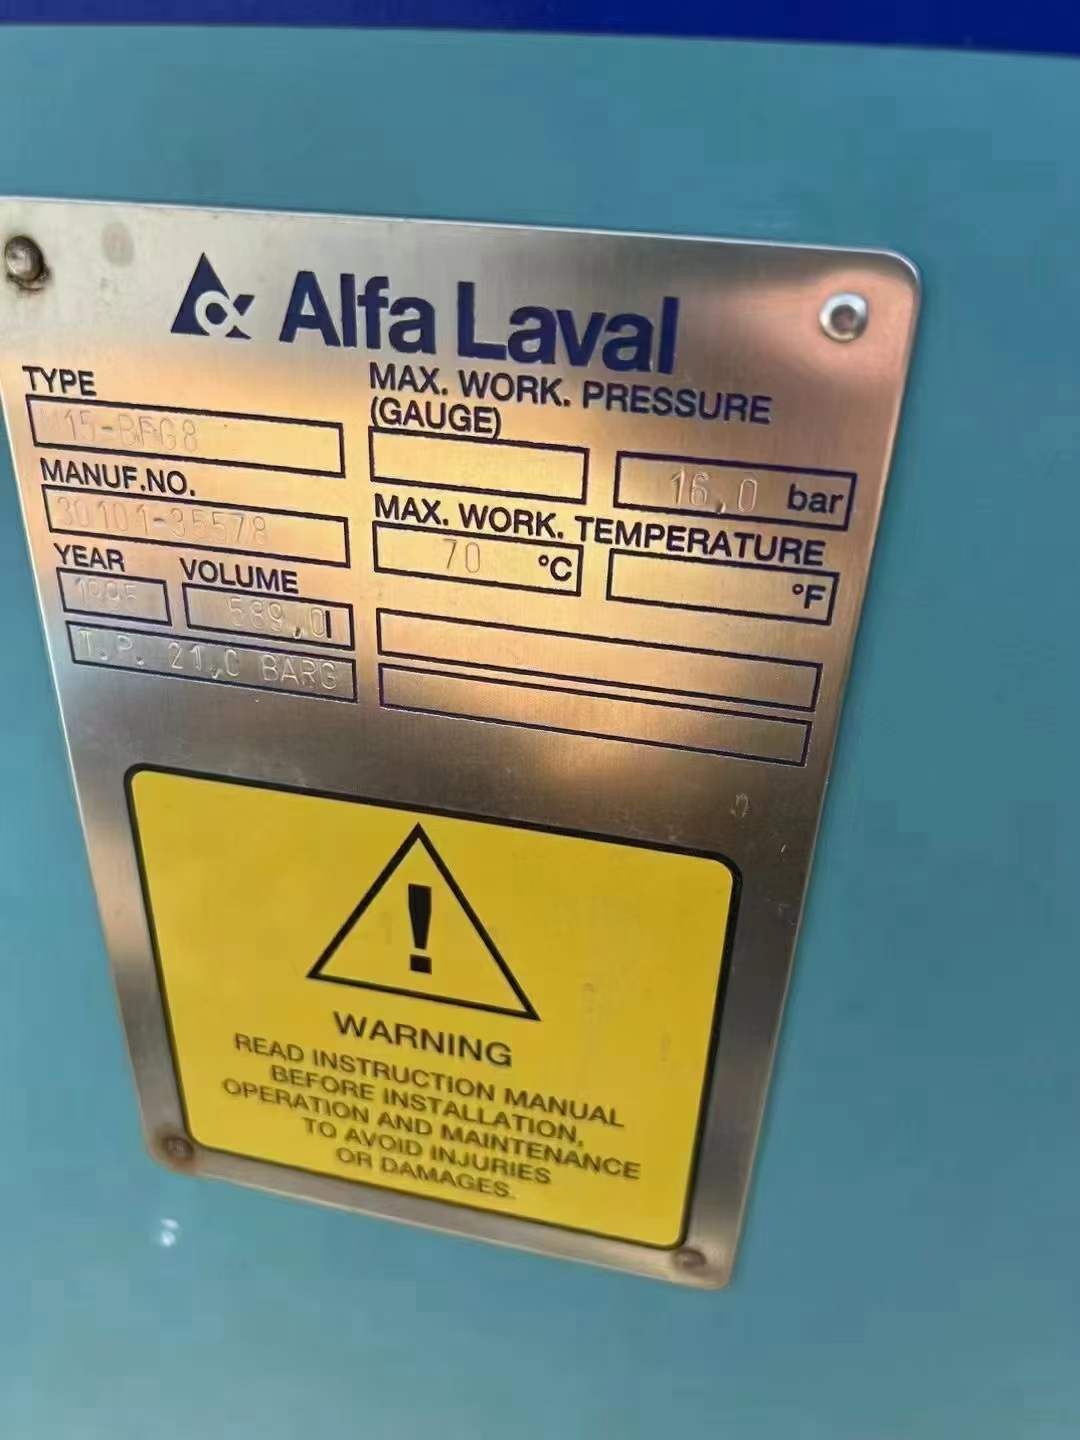 Alfa Laval
TYPE
M15-BFG8
MAX. WORK. PRESSURE
(GAUGE)
16,0 bar
MANUF.NO.
30101-35578
MAX. WORK. TEMPERATURE
70 °C
°F
YEAR
1995
VOLUME
589,0l
T.P. 21,0 BARG
!
WARNING
READ INSTRUCTION MANUAL
BEFORE INSTALLATION,
OPERATION AND MAINTENANCE
TO AVOID INJURIES
OR DAMAGES.